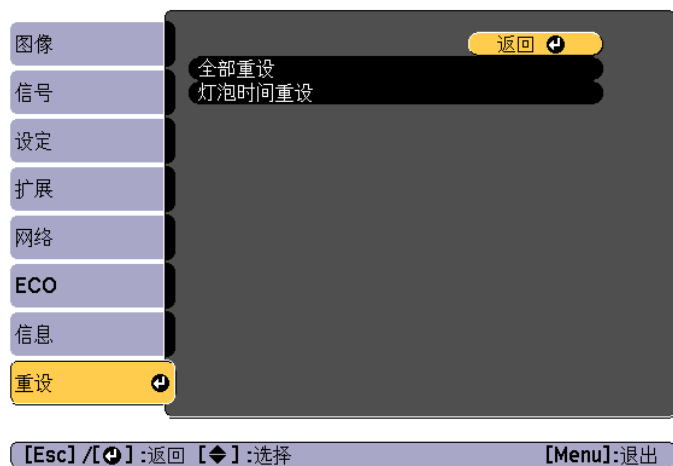 图像
信号
设定
扩展
网络
ECO
信息
重设
返回
全部重设
灯泡时间重设
[Esc] /[ ] :返回 [ ] :选择 [Menu]:退出